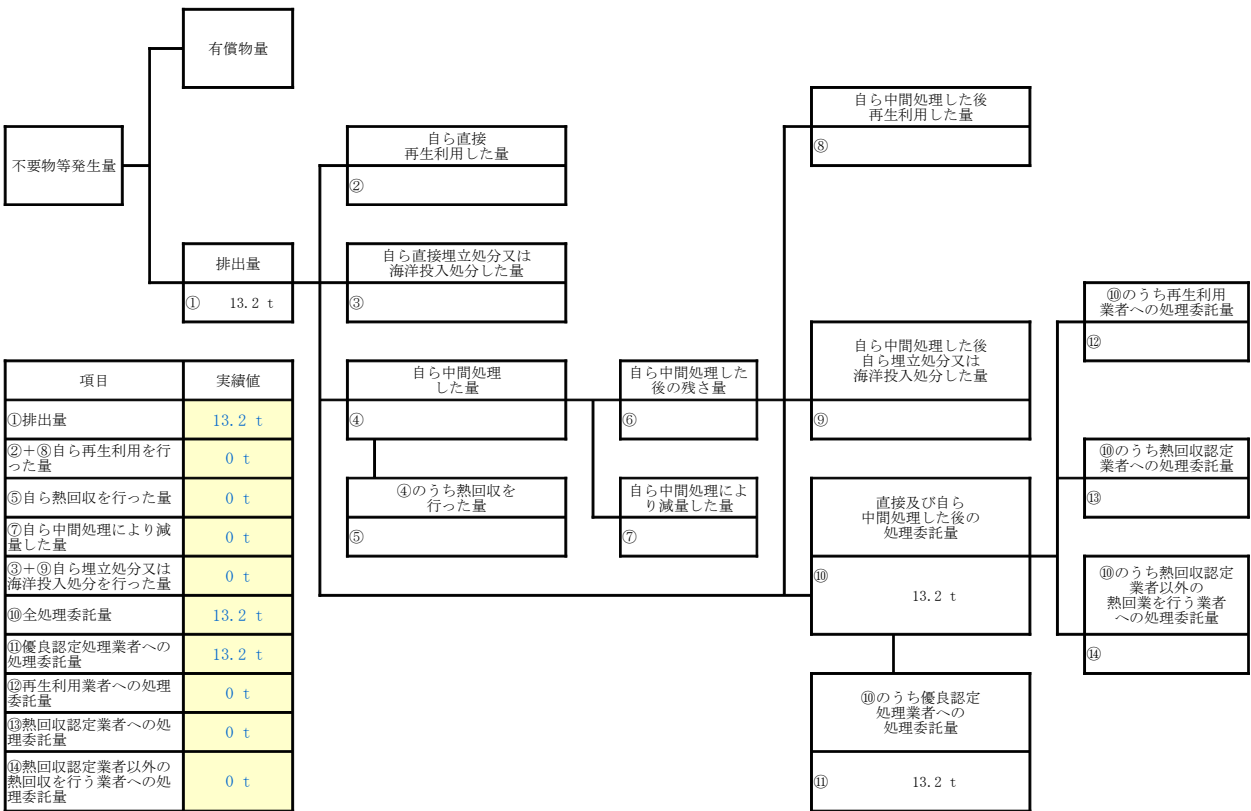 有償物量
不要物等発生量
排出量
① 13.2 t
自ら直接
再生利用した量
②
自ら直接埋立処分又は
海洋投入処分した量
③
自ら中間処理
した量
④
④のうち熱回収を
行った量
⑤
自ら中間処理した
後の残さ量
⑥
自ら中間処理によ
り減量した量
⑦
自ら中間処理した後
再生利用した量
⑧
自ら中間処理した後
自ら埋立処分又は
海洋投入処分した量
⑨
直接及び自ら
中間処理した後の
処理委託量
⑩
13.2 t
⑩のうち優良認定
処理業者への
処理委託量
⑪ 13.2 t
⑩のうち再生利用
業者への処理委託量
⑫
⑩のうち熱回収認定
業者への処理委託量
⑬
⑩のうち熱回収認定
業者以外の
熱回業を行う業者
への処理委託量
⑭
項目 実績値
①排出量 13.2 t
②+⑧自ら再生利用を行
った量 0 t
⑤自ら熱回収を行った量 0 t
⑦自ら中間処理により減
量した量 0 t
③+⑨自ら埋立処分又は
海洋投入処分を行った量 0 t
⑩全処理委託量 13.2 t
⑪優良認定処理業者への
処理委託量 13.2 t
⑫再生利用業者への処理
委託量 0 t
⑬熱回収認定業者への処
理委託量 0 t
⑭熱回収認定業者以外の
熱回収を行う業者への処
理委託量 0 t